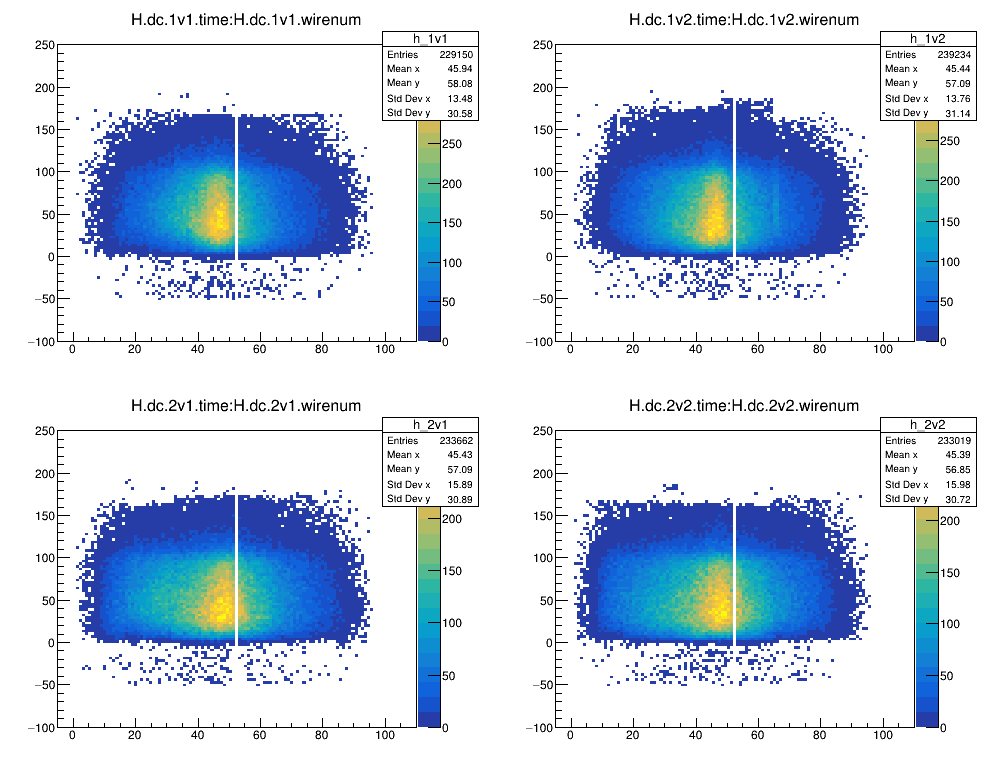 H.dc.1v1.time:H.dc.1v1.wirenum
h_1v1
Entries 229150
Mean x 45.94
Mean y 58.08
Std Dev x 13.48
Std Dev y 30.58
250
200
150
100
50
0
−50
−100
0 20 40 60 80 100
250
200
150
100
50
0
H.dc.1v2.time:H.dc.1v2.wirenum
h_1v2
Entries 239234
Mean x 45.44
Mean y 57.09
Std Dev x 13.76
Std Dev y 31.14
250
200
150
100
50
0
−50
−100
0 20 40 60 80 100
250
200
150
100
50
0
H.dc.2v1.time:H.dc.2v1.wirenum
h_2v1
Entries 233662
Mean x 45.43
Mean y 57.09
Std Dev x 15.89
Std Dev y 30.89
250
200
150
100
50
0
−50
−100
0 20 40 60 80 100
200
150
100
50
0
H.dc.2v2.time:H.dc.2v2.wirenum
h_2v2
Entries 233019
Mean x 45.39
Mean y 56.85
Std Dev x 15.98
Std Dev y 30.72
250
200
150
100
50
0
−50
−100
0 20 40 60 80 100
200
150
100
50
0